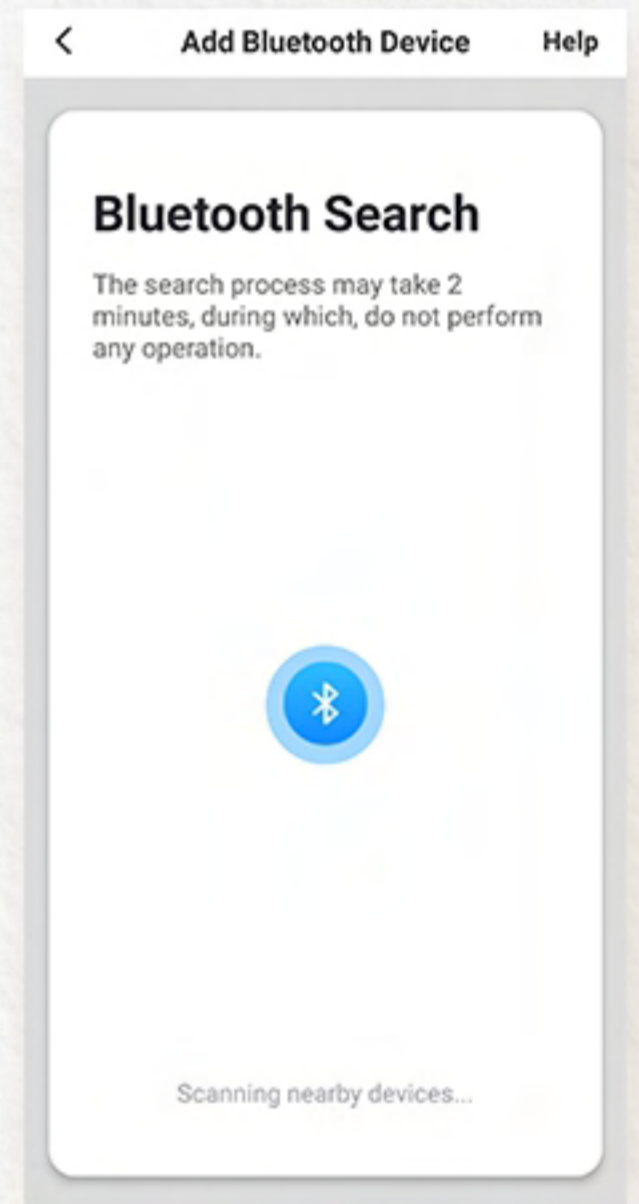 Add Bluetooth Device Help
Bluetooth Search
The search process may take 2
minutes, during which, do not perform
any operation.
Scanning nearby devices...